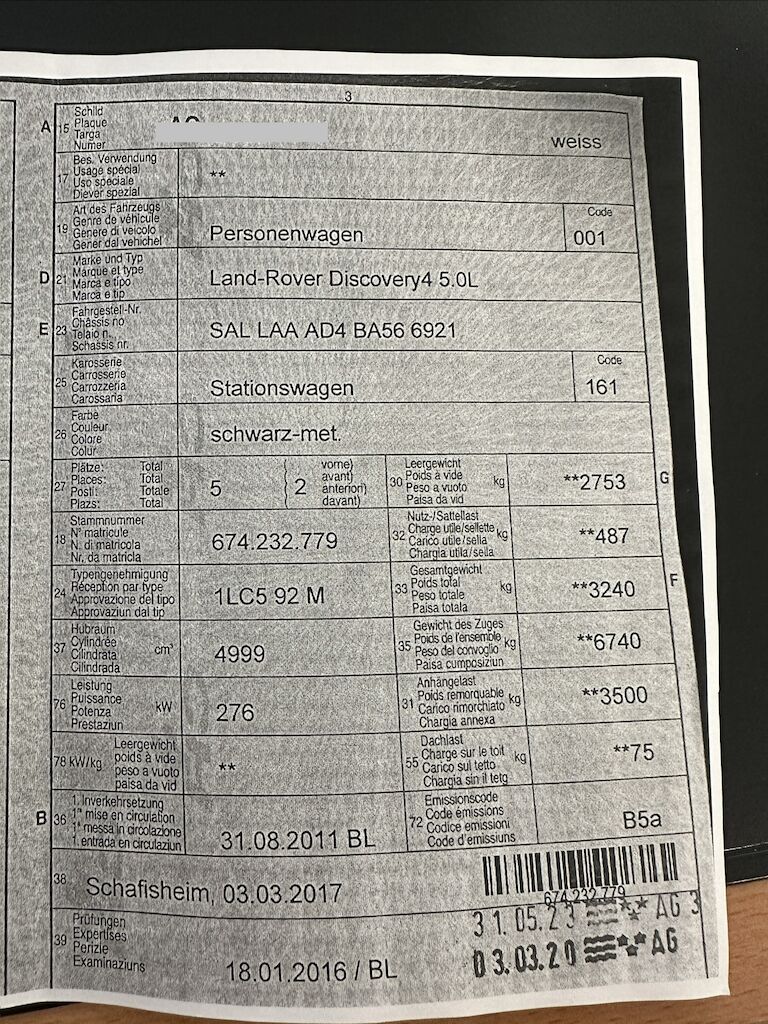 3
A 15 Schild
Plaque
Targa
Numer
AG
weiss
17 Bes. Verwendung
Usage spécial
Uso speciale
Diever spezial
**
19 Art des Fahrzeugs
Genre de véhicule
Genere di veicolo
Gener dal vehichel
Personenwagen
Code
001
D 21 Marke und Typ
Marque et type
Marca e tipo
Marca e tip
Land-Rover Discovery4 5.0L
E 23 Fahrgestell-Nr.
Châssis no
Telaio n.
Schassis nr.
SAL LAA AD4 BA56 6921
25 Karosserie
Carrosserie
Carrozzeria
Carossaria
Stationswagen
Code
161
26 Farbe
Couleur
Colore
Colur
schwarz-met.
27 Plätze: Total
Places: Total
Posti: Totale
Plazs: Total
5
( 2 vorne)
avant)
anteriori)
davant)
30 Leergewicht
Poids à vide
Peso a vuoto
Paisa da vid
kg
**2753
G
18 Stammnummer
N° matricule
N. di matricola
Nr. da matricla
674.232.779
32 Nutz-/Sattellast
Charge utile/sellette
Carico utile/sella
Chargia utila/sella
kg
**487
24 Typengenehmigung
Réception par type
Approvazione del tipo
Approvaziun dal tip
1LC5 92 M
33 Gesamtgewicht
Poids total
Peso totale
Paisa totala
kg
**3240
F
37 Hubraum
Cylindrée
Cilindrata
Cilindrada
cm³
4999
35 Gewicht des Zuges
Poids de l'ensemble
Peso del convoglio
Paisa cumposiziun
kg
**6740
76 Leistung
Puissance
Potenza
Prestaziun
kW
276
31 Anhängelast
Poids remorquable
Carico rimorchiato
Chargia annexa
kg
**3500
78 kW/kg
Leergewicht
poids à vide
peso a vuoto
paisa da vid
**
55 Dachlast
Charge sur le toit
Carico sul tetto
Chargia sin il tetg
kg
**75
B 36 1. Inverkehrsetzung
1re mise en circulation
1a messa in circolazione
1. entrada en circulaziun
31.08.2011 BL
72 Emissionscode
Code émissions
Codice emissioni
Code d'emissiuns
B5a
38 Schafisheim, 03.03.2017
674.232.779
39 Prüfungen
Expertises
Perizie
Examinaziuns
18.01.2016 / BL
31.05.23 AG 3
03.03.20 AG